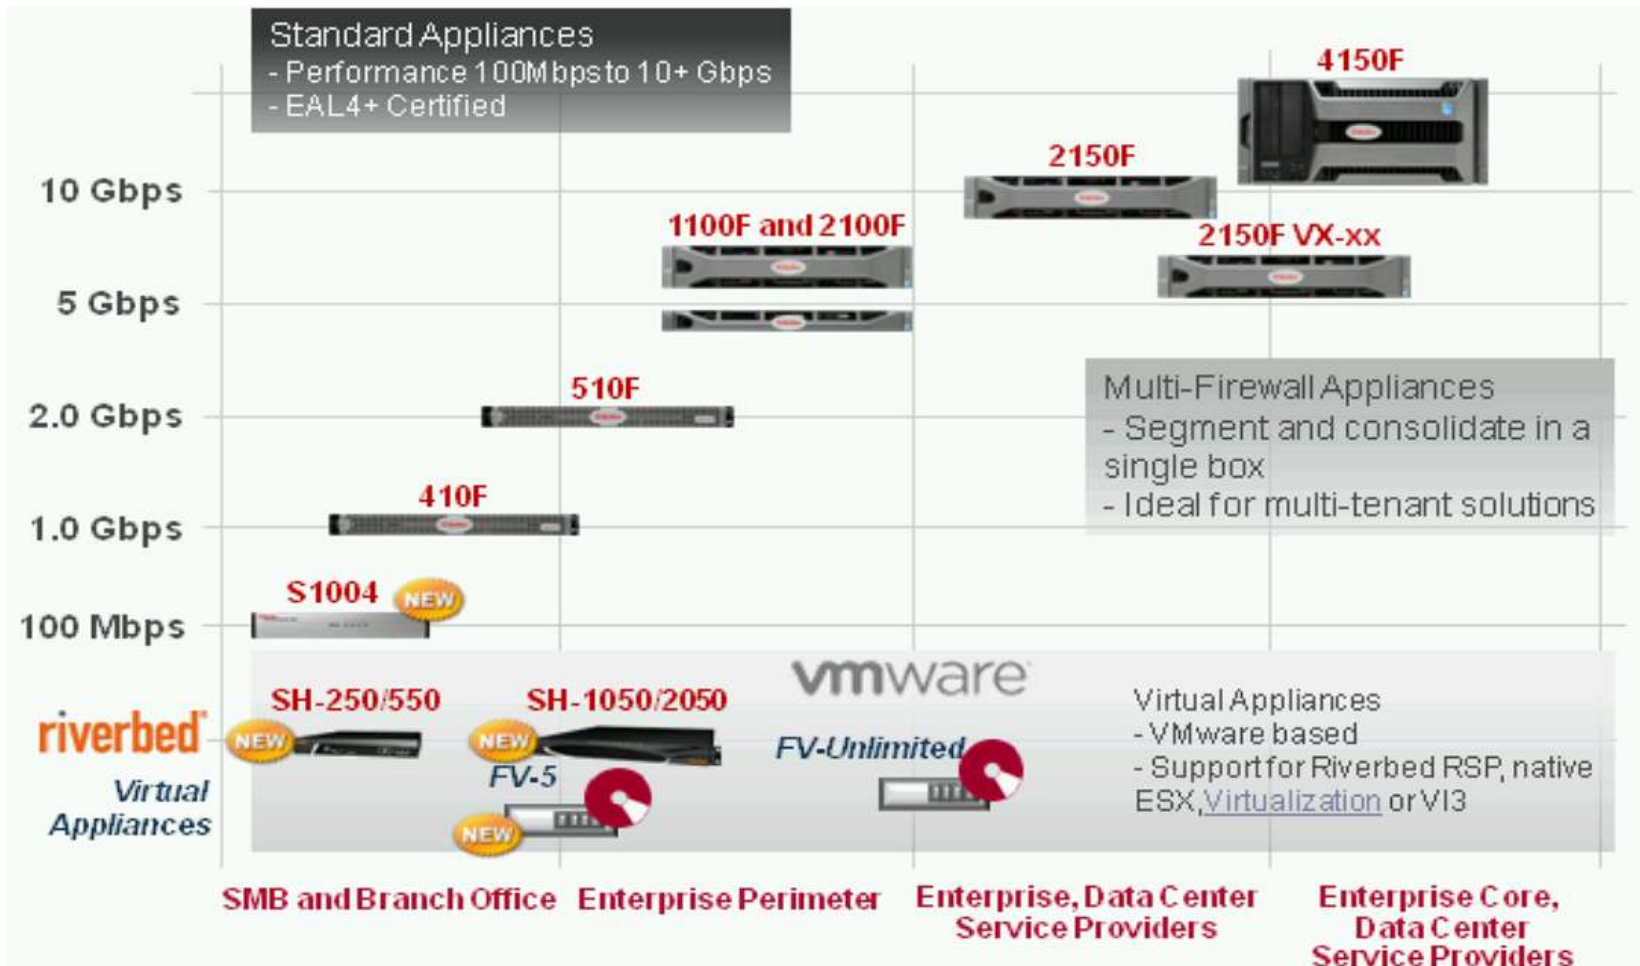 Standard Appliances
- Performance 100Mbps to 10+ Gbps
- EAL4+ Certified
4150F
2150F
10 Gbps
1100F and 2100F
2150F VX-xx
5 Gbps
510F
2.0 Gbps
Multi-Firewall Appliances
- Segment and consolidate in a
single box
- Ideal for multi-tenant solutions
410F
1.0 Gbps
S1004
NEW
100 Mbps
vmware
SH-250/550
SH-1050/2050
riverbed
NEW
NEW
FV-Unlimited
FV-5
NEW
Virtual
Appliances
Virtual Appliances
- VMware based
- Support for Riverbed RSP, native
ESX, Virtualization or VI3
SMB and Branch Office
Enterprise Perimeter
Enterprise, Data Center
Service Providers
Enterprise Core,
Data Center
Service Providers